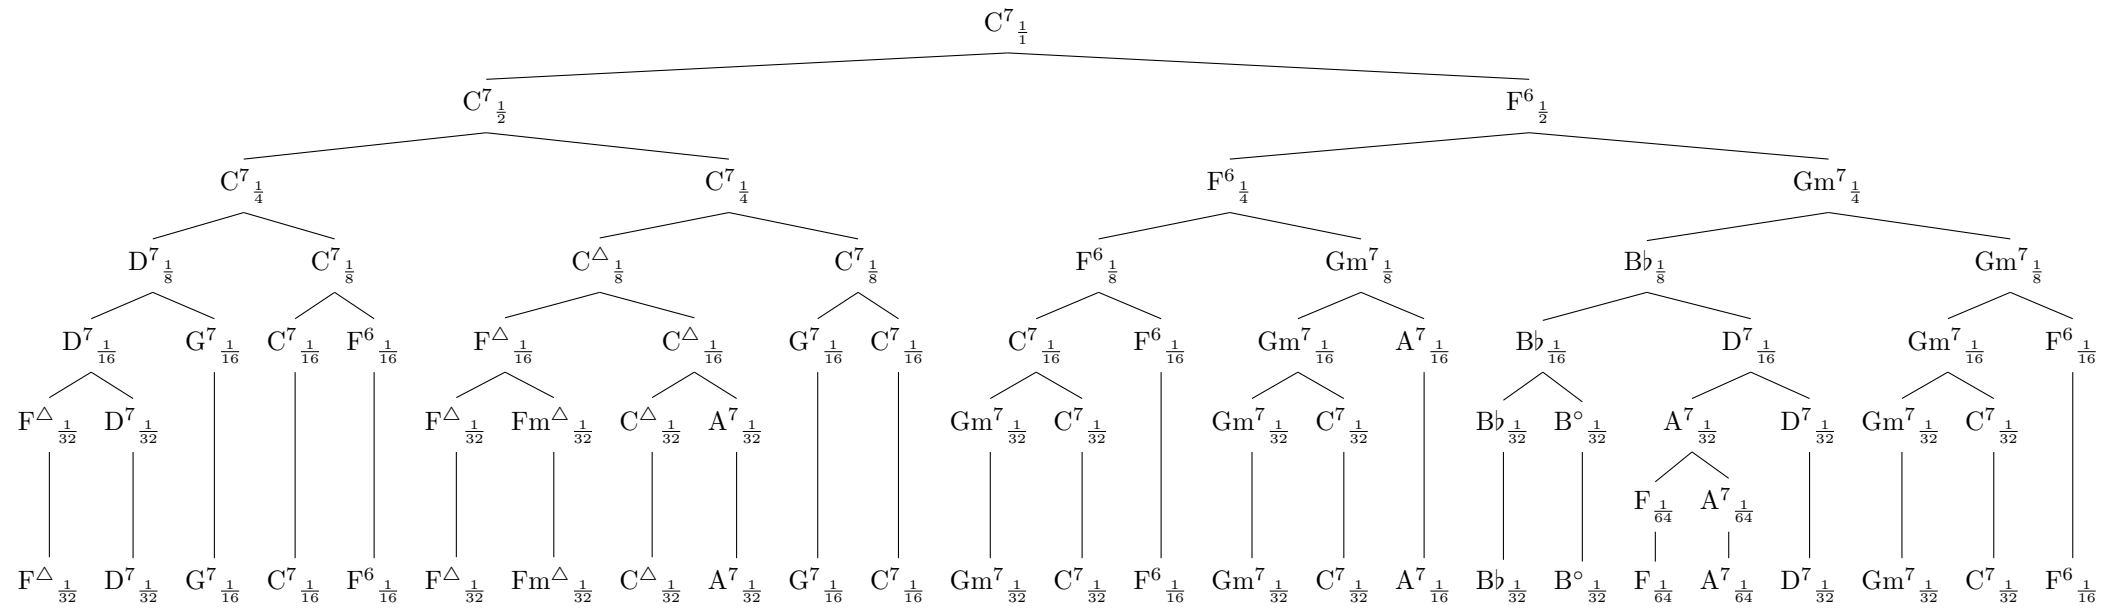 C⁷ 1/1
C⁷ 1/2 F⁶ 1/2
C⁷ 1/4 C⁷ 1/4 F⁶ 1/4 Gm⁷ 1/4
D⁷ 1/8 C⁷ 1/8 C△ 1/8 C⁷ 1/8 F⁶ 1/8 Gm⁷ 1/8 B♭ 1/8 Gm⁷ 1/8
D⁷ 1/16 G⁷ 1/16 C⁷ 1/16 F⁶ 1/16 F△ 1/16 C△ 1/16 G⁷ 1/16 C⁷ 1/16 C⁷ 1/16 F⁶ 1/16 Gm⁷ 1/16 A⁷ 1/16 B♭ 1/16 D⁷ 1/16 Gm⁷ 1/16 F⁶ 1/16
F△ 1/32 D⁷ 1/32 F△ 1/32 Fm△ 1/32 C△ 1/32 A⁷ 1/32 Gm⁷ 1/32 C⁷ 1/32 Gm⁷ 1/32 C⁷ 1/32 B♭ 1/32 B° 1/32 A⁷ 1/32 D⁷ 1/32 Gm⁷ 1/32 C⁷ 1/32
F 1/64 A⁷ 1/64
F△ 1/32 D⁷ 1/32 G⁷ 1/16 C⁷ 1/16 F⁶ 1/16 F△ 1/32 Fm△ 1/32 C△ 1/32 A⁷ 1/32 G⁷ 1/16 C⁷ 1/16 Gm⁷ 1/32 C⁷ 1/32 F⁶ 1/16 Gm⁷ 1/32 C⁷ 1/32 A⁷ 1/16 B♭ 1/32 B° 1/32 F 1/64 A⁷ 1/64 D⁷ 1/32 Gm⁷ 1/32 C⁷ 1/32 F⁶ 1/16